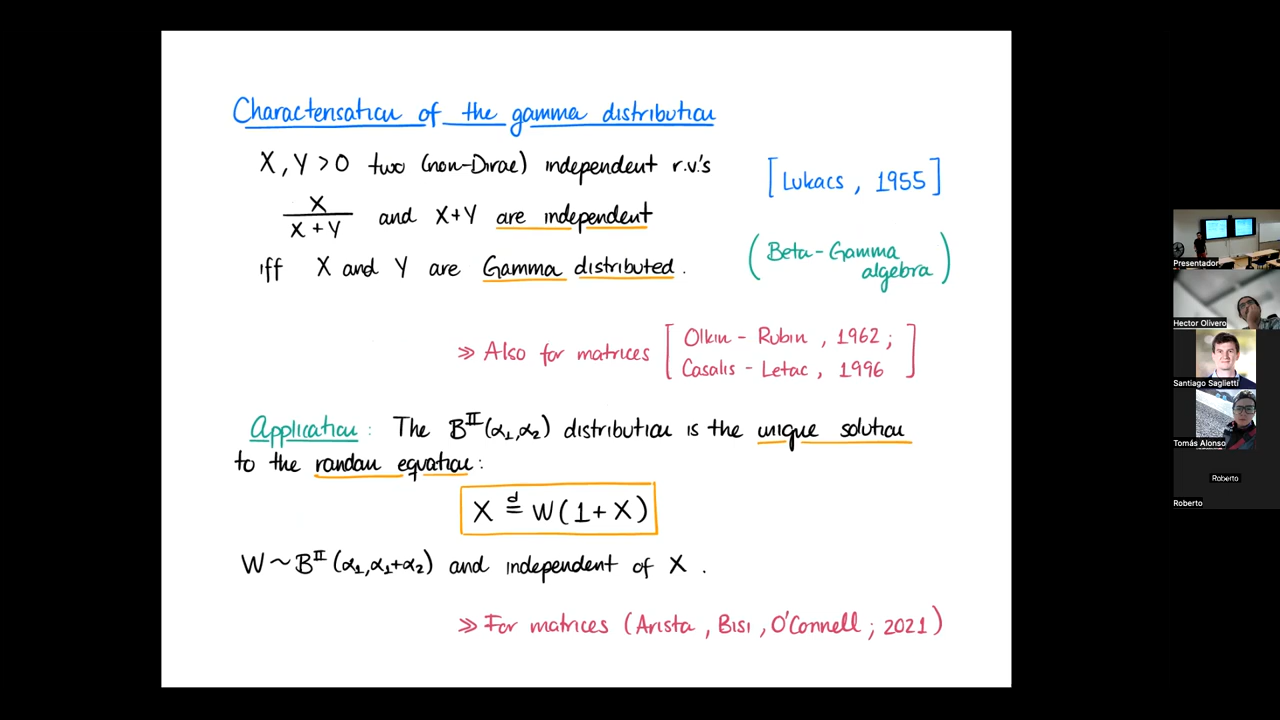 Characterisation of the gamma distribution
X, Y > 0 two (non-Dirac) independent r.v.'s
[Lukacs, 1955]
X/(X+Y) and X+Y are independent
(Beta-Gamma algebra)
iff X and Y are Gamma distributed.
>> Also for matrices [Olkin - Rubin, 1962;
Casalis - Letac, 1996]
Application: The B^II(α₁,α₂) distribution is the unique solution
to the random equation:
X =^d W(1+X)
W ~ B^II(α₁,α₁+α₂) and independent of X.
>> For matrices (Arista, Bisi, O'Connell; 2021)
Presentador
Hector Olivero
Santiago Saglietti
Tomás Alonso
Roberto
Roberto